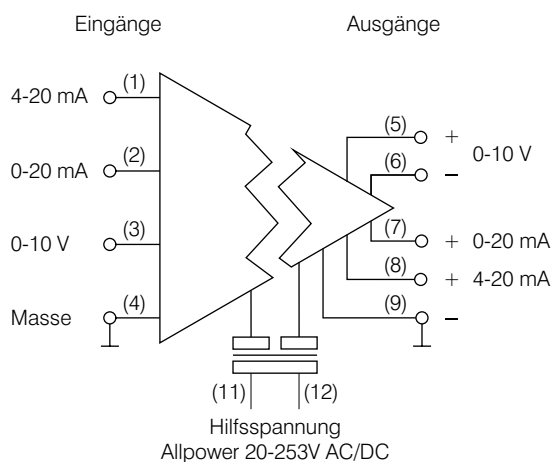 Eingänge Ausgänge
4-20 mA (1)
0-20 mA (2)
0-10 V (3)
Masse (4)
(5) + 0-10 V
(6) −
(7) + 0-20 mA
(8) + 4-20 mA
(9) −
(11) (12)
Hilfsspannung
Allpower 20-253V AC/DC